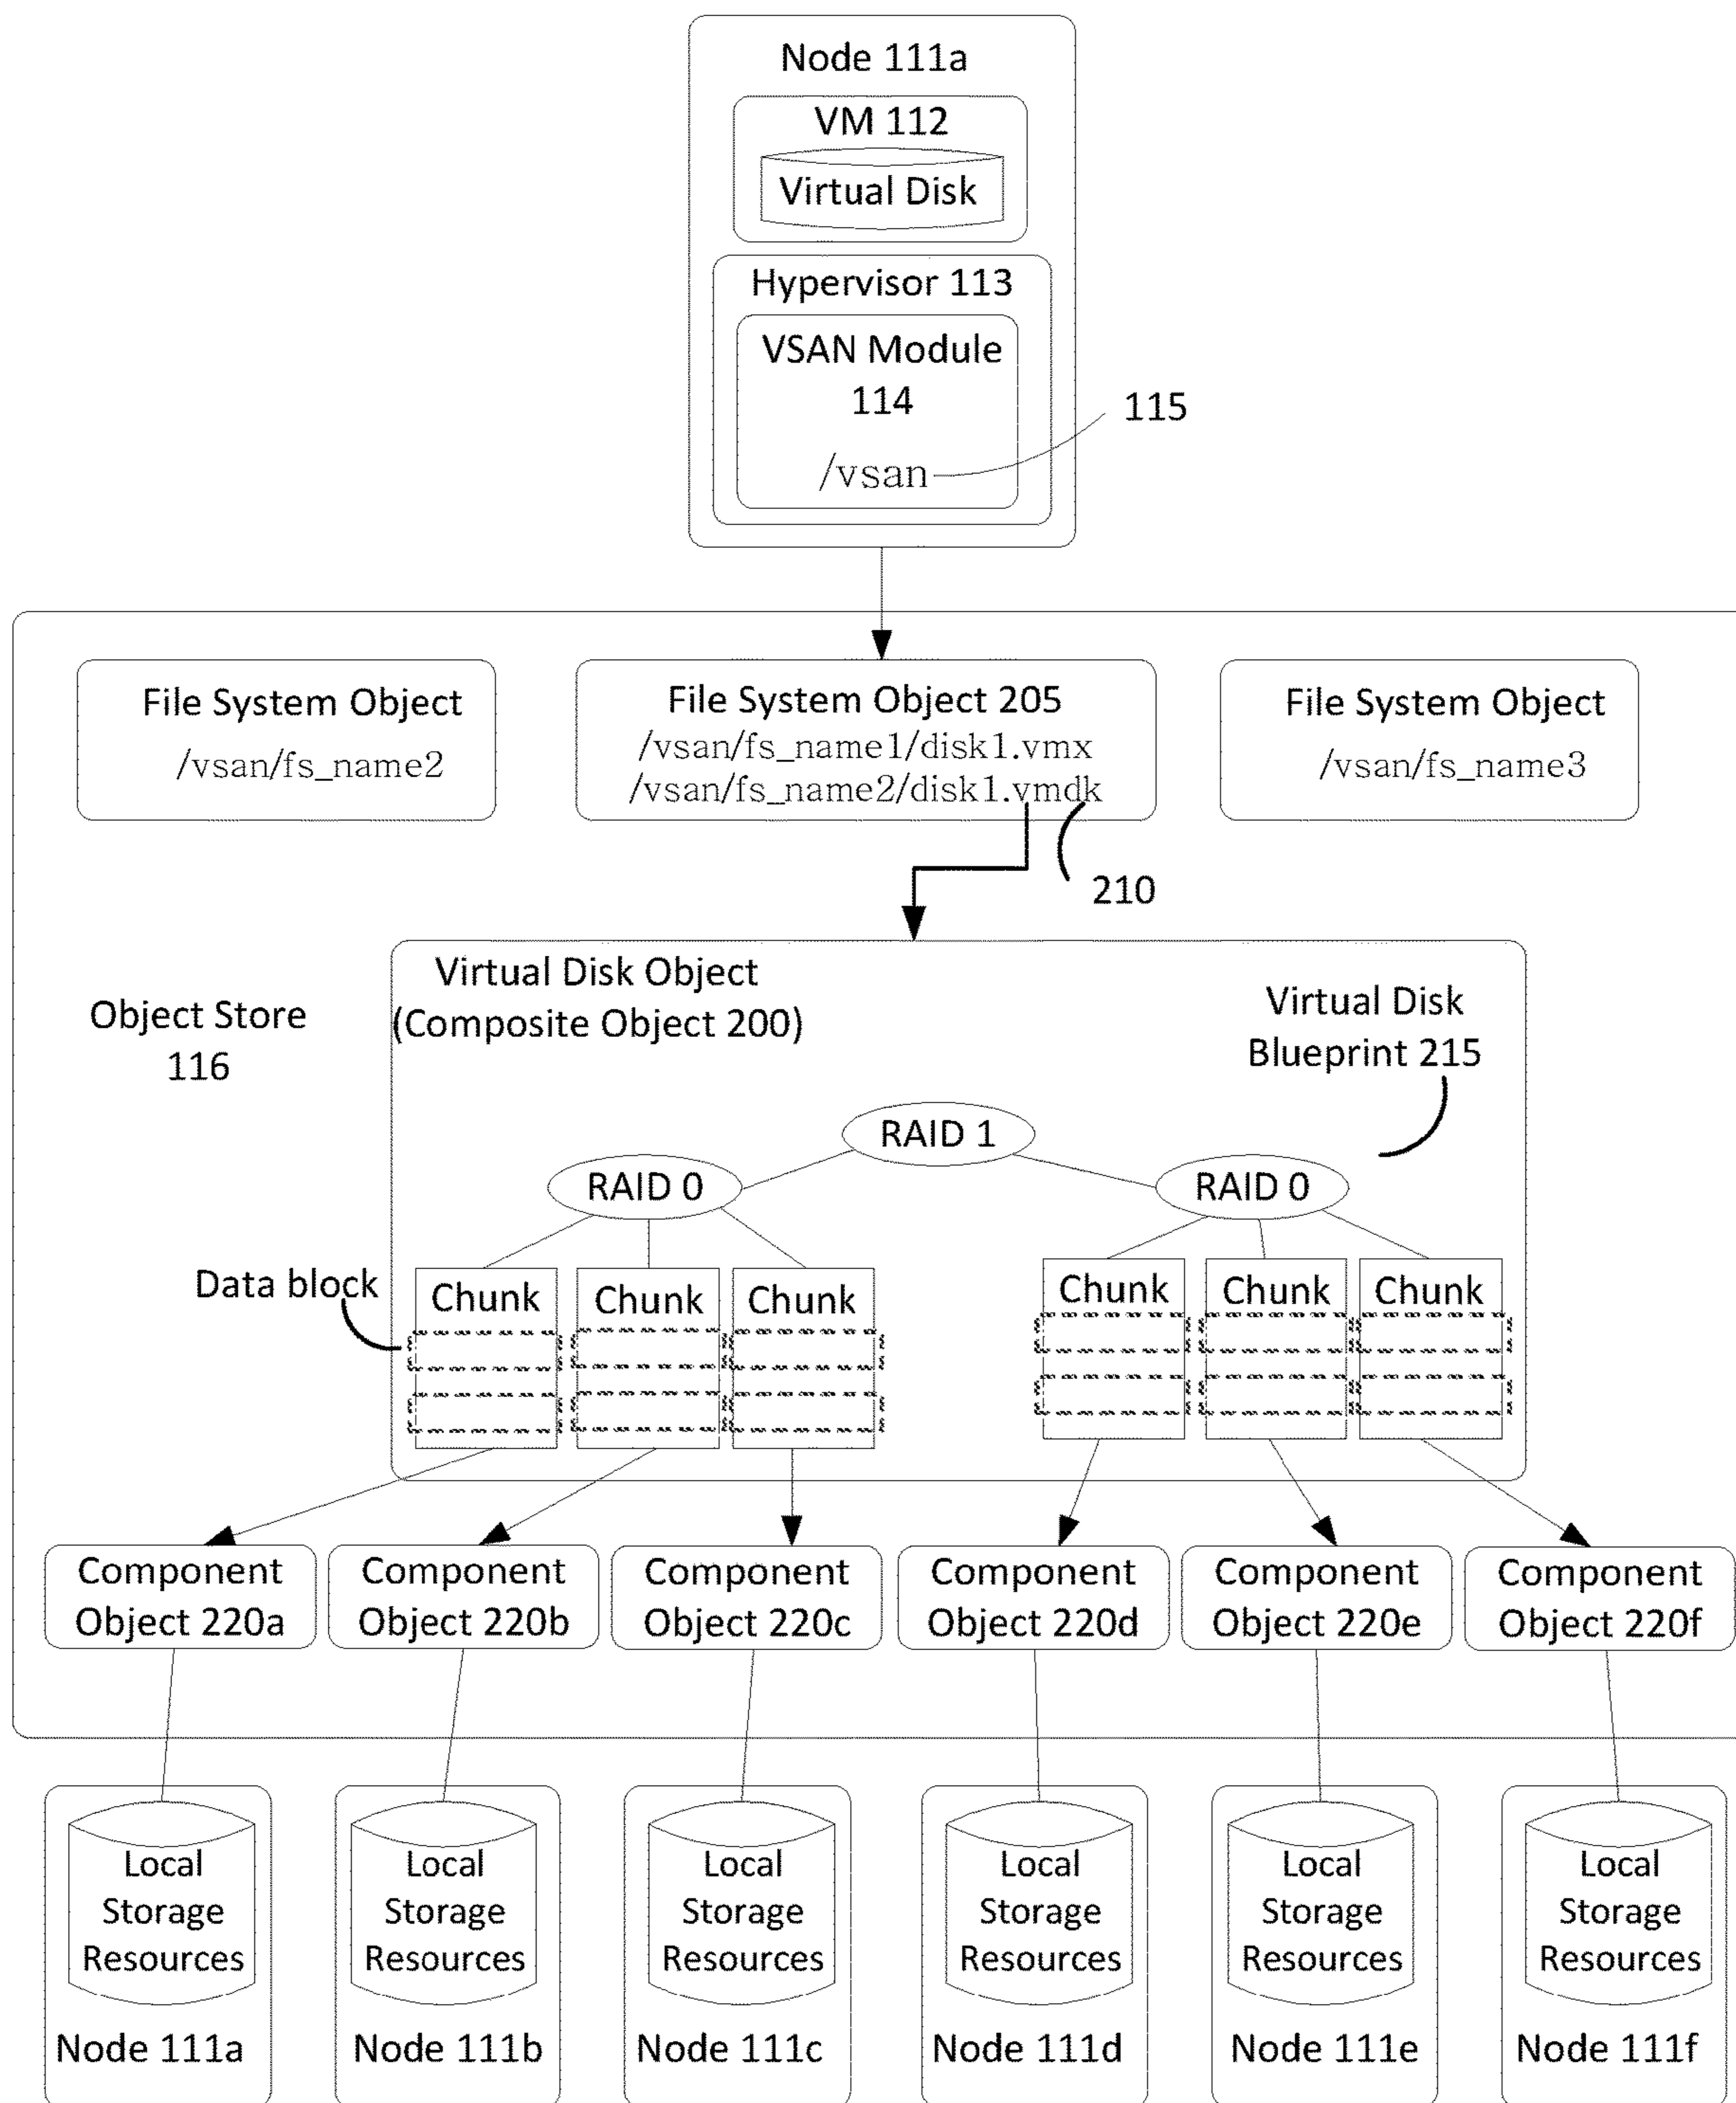 Node 111a
VM 112
Virtual Disk
Hypervisor 113
VSAN Module
114
115
/vsan
File System Object
/vsan/fs_name2
File System Object 205
/vsan/fs_name1/disk1.vmx
/vsan/fs_name2/disk1.vmdk
File System Object
/vsan/fs_name3
210
Object Store
116
Virtual Disk Object
(Composite Object 200)
Virtual Disk
Blueprint 215
RAID 1
RAID 0
RAID 0
Data block
Chunk
Chunk
Chunk
Chunk
Chunk
Chunk
Component
Object 220a
Component
Object 220b
Component
Object 220c
Component
Object 220d
Component
Object 220e
Component
Object 220f
Local
Storage
Resources
Node 111a
Local
Storage
Resources
Node 111b
Local
Storage
Resources
Node 111c
Local
Storage
Resources
Node 111d
Local
Storage
Resources
Node 111e
Local
Storage
Resources
Node 111f